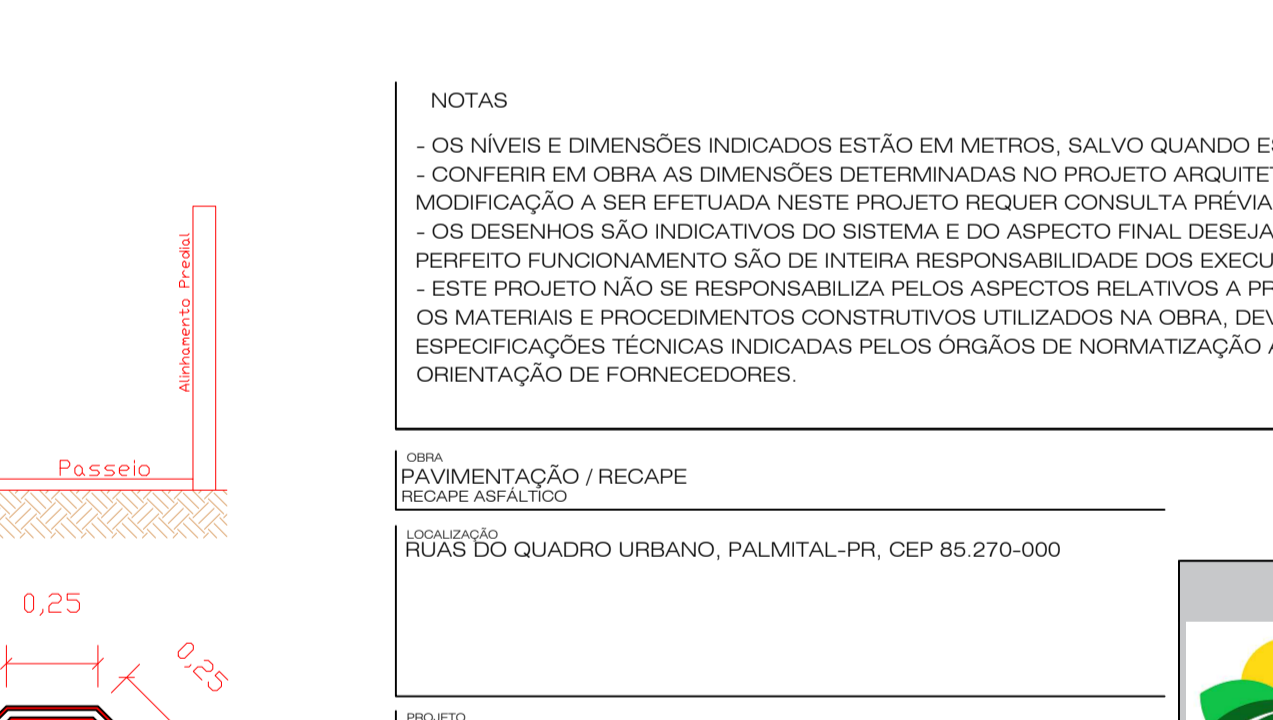 NOTAS
- OS NÍVEIS E DIMENSÕES INDICADOS ESTÃO EM METROS, SALVO QUANDO
- CONFERIR EM OBRA AS DIMENSÕES DETERMINADAS NO PROJETO
MODIFICAÇÃO A SER EFETUADA NESTE PROJETO REQUER CONSULTA PRÉVIA
- OS DESENHOS SÃO INDICATIVOS DO SISTEMA E DO ASPECTO FINAL
PERFEITO FUNCIONAMENTO SÃO DE INTEIRA RESPONSABILIDADE DOS
- ESTE PROJETO NÃO SE RESPONSABILIZA PELOS ASPECTOS RELATIVOS A
OS MATERIAIS E PROCEDIMENTOS CONSTRUTIVOS UTILIZADOS NA OBRA,
ESPECIFICAÇÕES TÉCNICAS INDICADAS PELOS ÓRGÃOS DE NORMATIZAÇÃO
ORIENTAÇÃO DE FORNECEDORES.
Alinhamento Predial
Passeio
OBRA
PAVIMENTAÇÃO / RECAPE
RECAPE ASFÁLTICO
LOCALIZAÇÃO
RUAS DO QUADRO URBANO, PALMITAL-PR, CEP 85.270-000
0,25
0,25
PROJETO